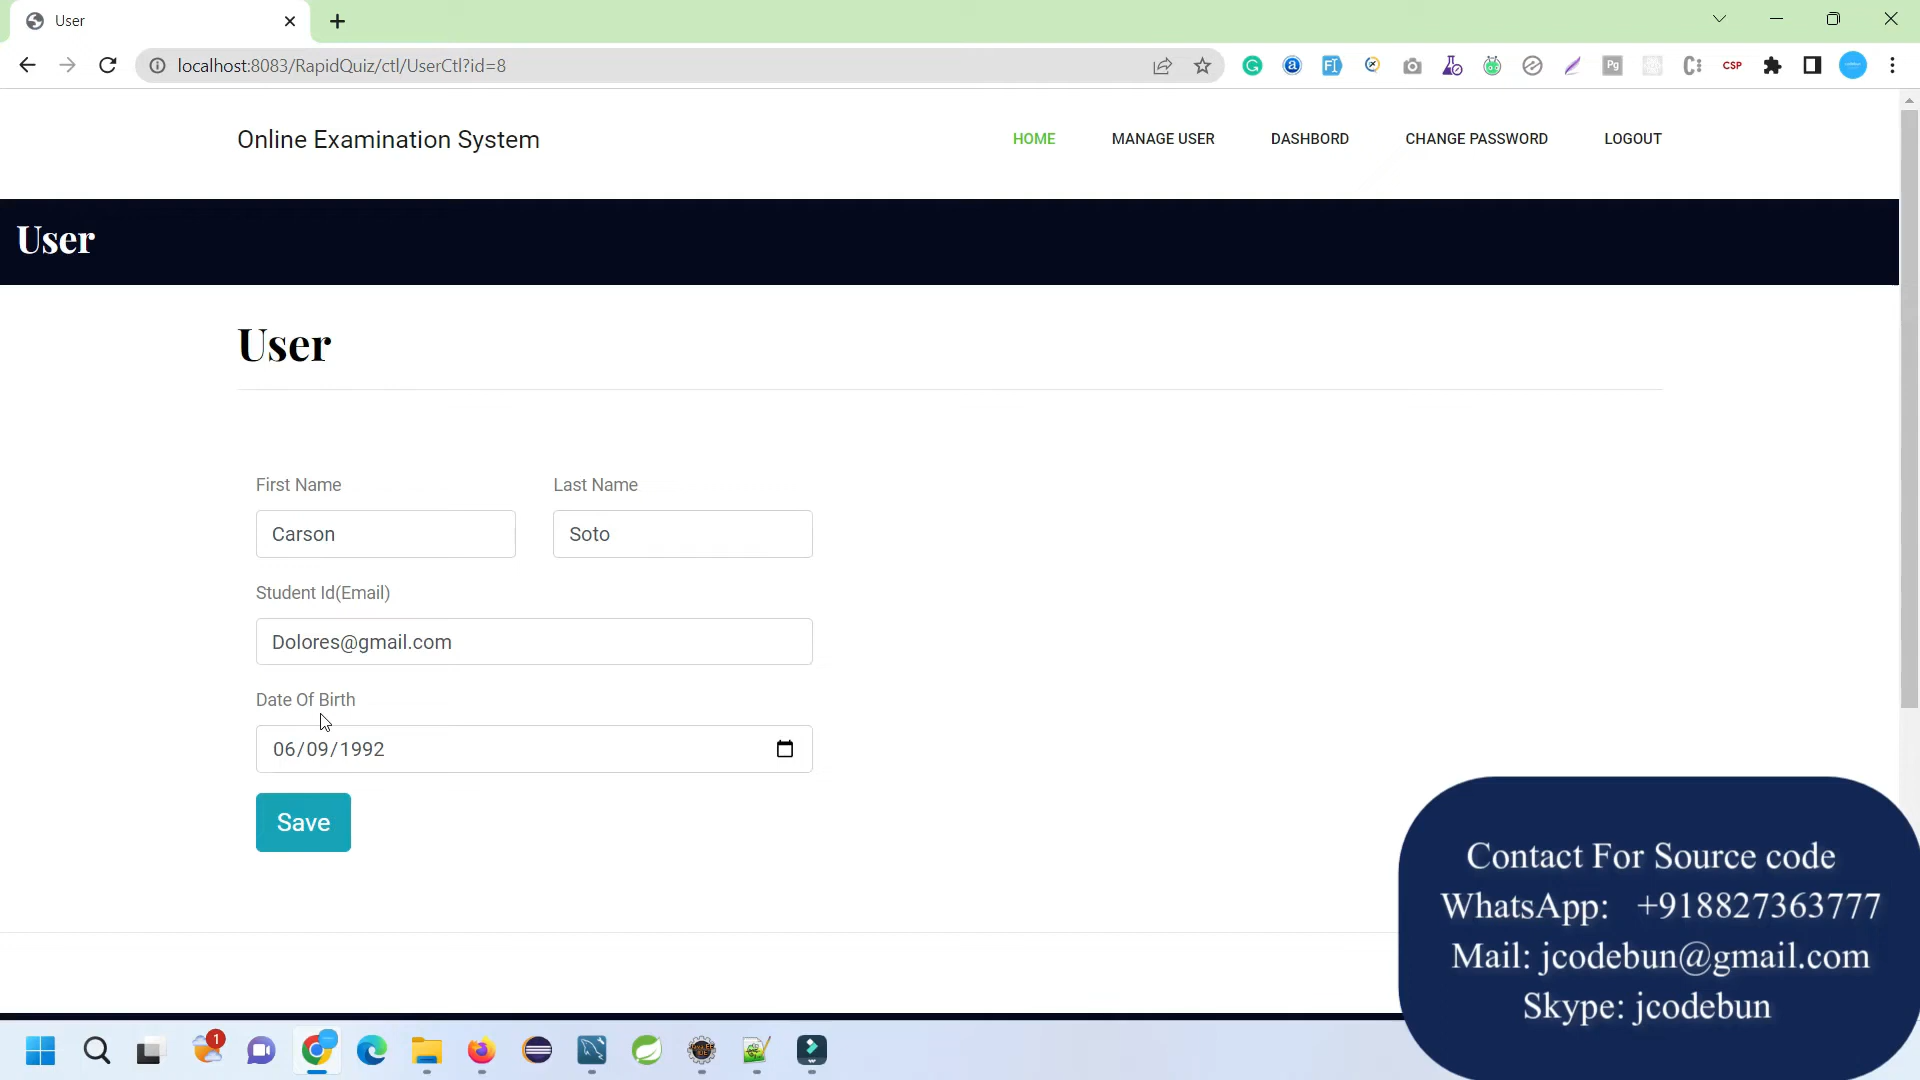 User
localhost:8083/RapidQuiz/ctl/UserCtl?id=8
CSP
Online Examination System
HOME
MANAGE USER
DASHBORD
CHANGE PASSWORD
LOGOUT
User
User
First Name
Last Name
Carson
Soto
Student Id(Email)
Dolores@gmail.com
Date Of Birth
06/09/1992
Save
Contact For Source code
WhatsApp: +918827363777
Mail: jcodebun@gmail.com
Skype: jcodebun
1